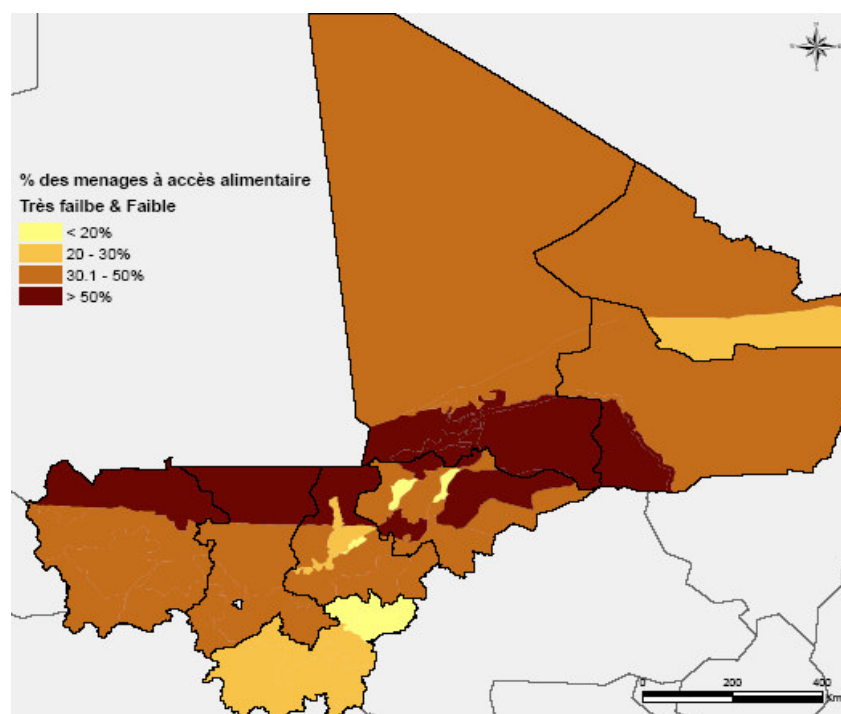 % des menages à accès alimentaire
Très failbe & Faible
< 20%
20 - 30%
30.1 - 50%
> 50%
0 200 400
Km